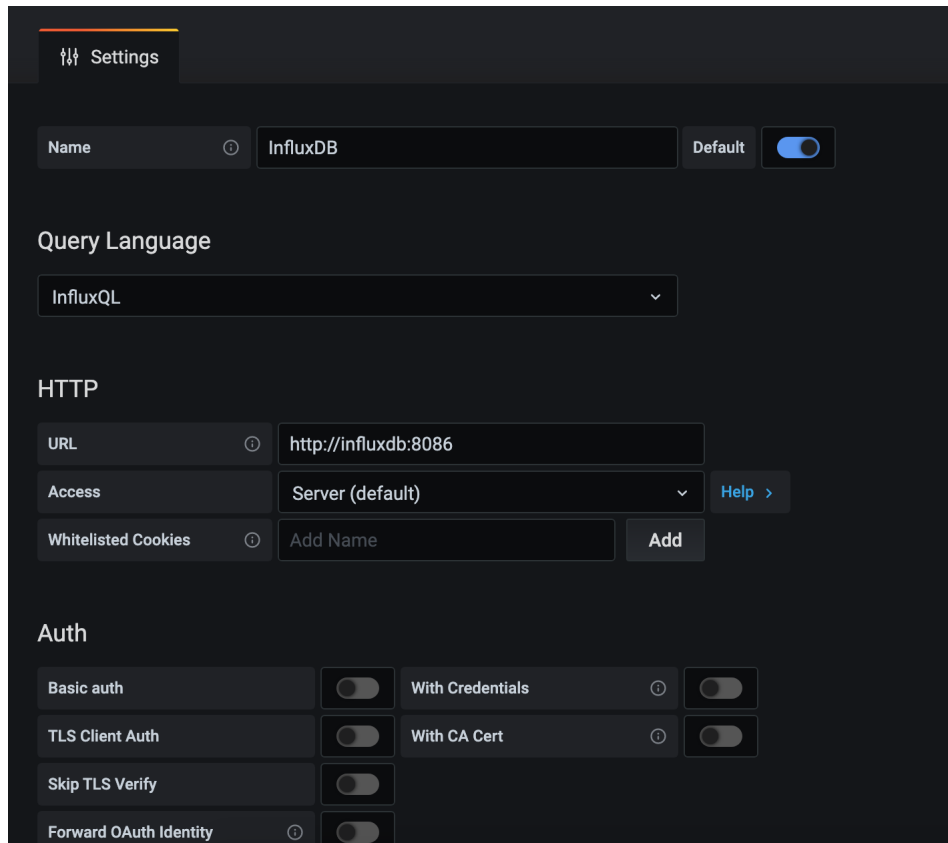 Settings
Name InfluxDB Default
Query Language
InfluxQL
HTTP
URL http://influxdb:8086
Access Server (default) Help >
Whitelisted Cookies Add Name Add
Auth
Basic auth With Credentials
TLS Client Auth With CA Cert
Skip TLS Verify
Forward OAuth Identity